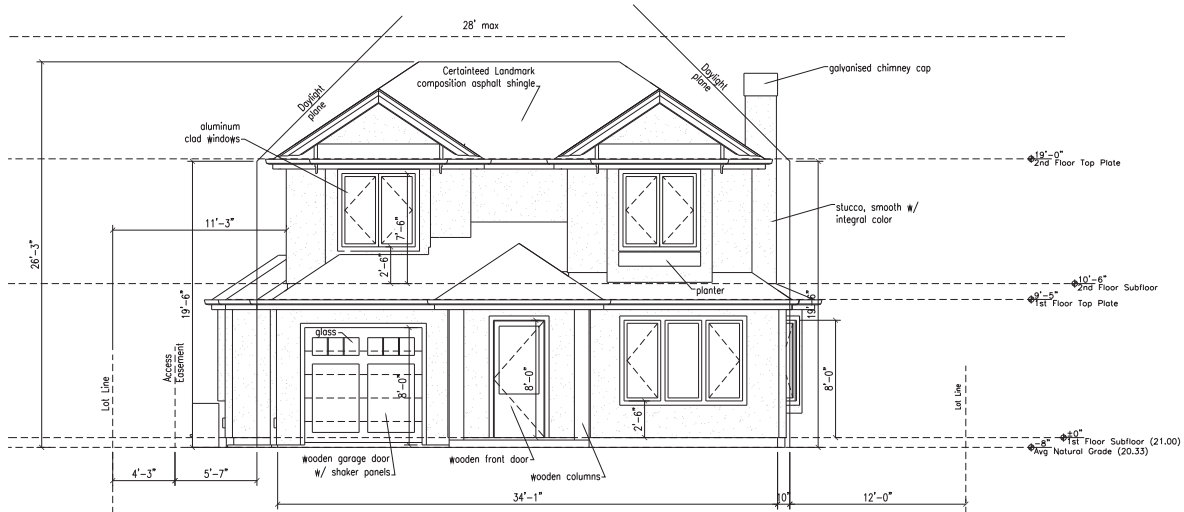 28' max
Certainteed Landmark
composition asphalt shingle
Daylight
plane
Daylight
plane
galvanised chimney cap
aluminum
clad windows
19'-0"
2nd Floor Top Plate
11'-3"
7'-6"
stucco, smooth w/
integral color
26'-3"
2'-6"
planter
10'-6"
2nd Floor Subfloor
9'-5"
1st Floor Top Plate
19'-6"
19'-6"
glass
Lot Line
Access
Easement
8'-0"
8'-0"
8'-0"
Lot Line
2'-6"
±0"
1st Floor Subfloor (21.00)
-8"
Avg Natural Grade (20.33)
wooden garage door
w/ shaker panels
wooden front door
wooden columns
4'-3"
5'-7"
34'-1"
10"
12'-0"